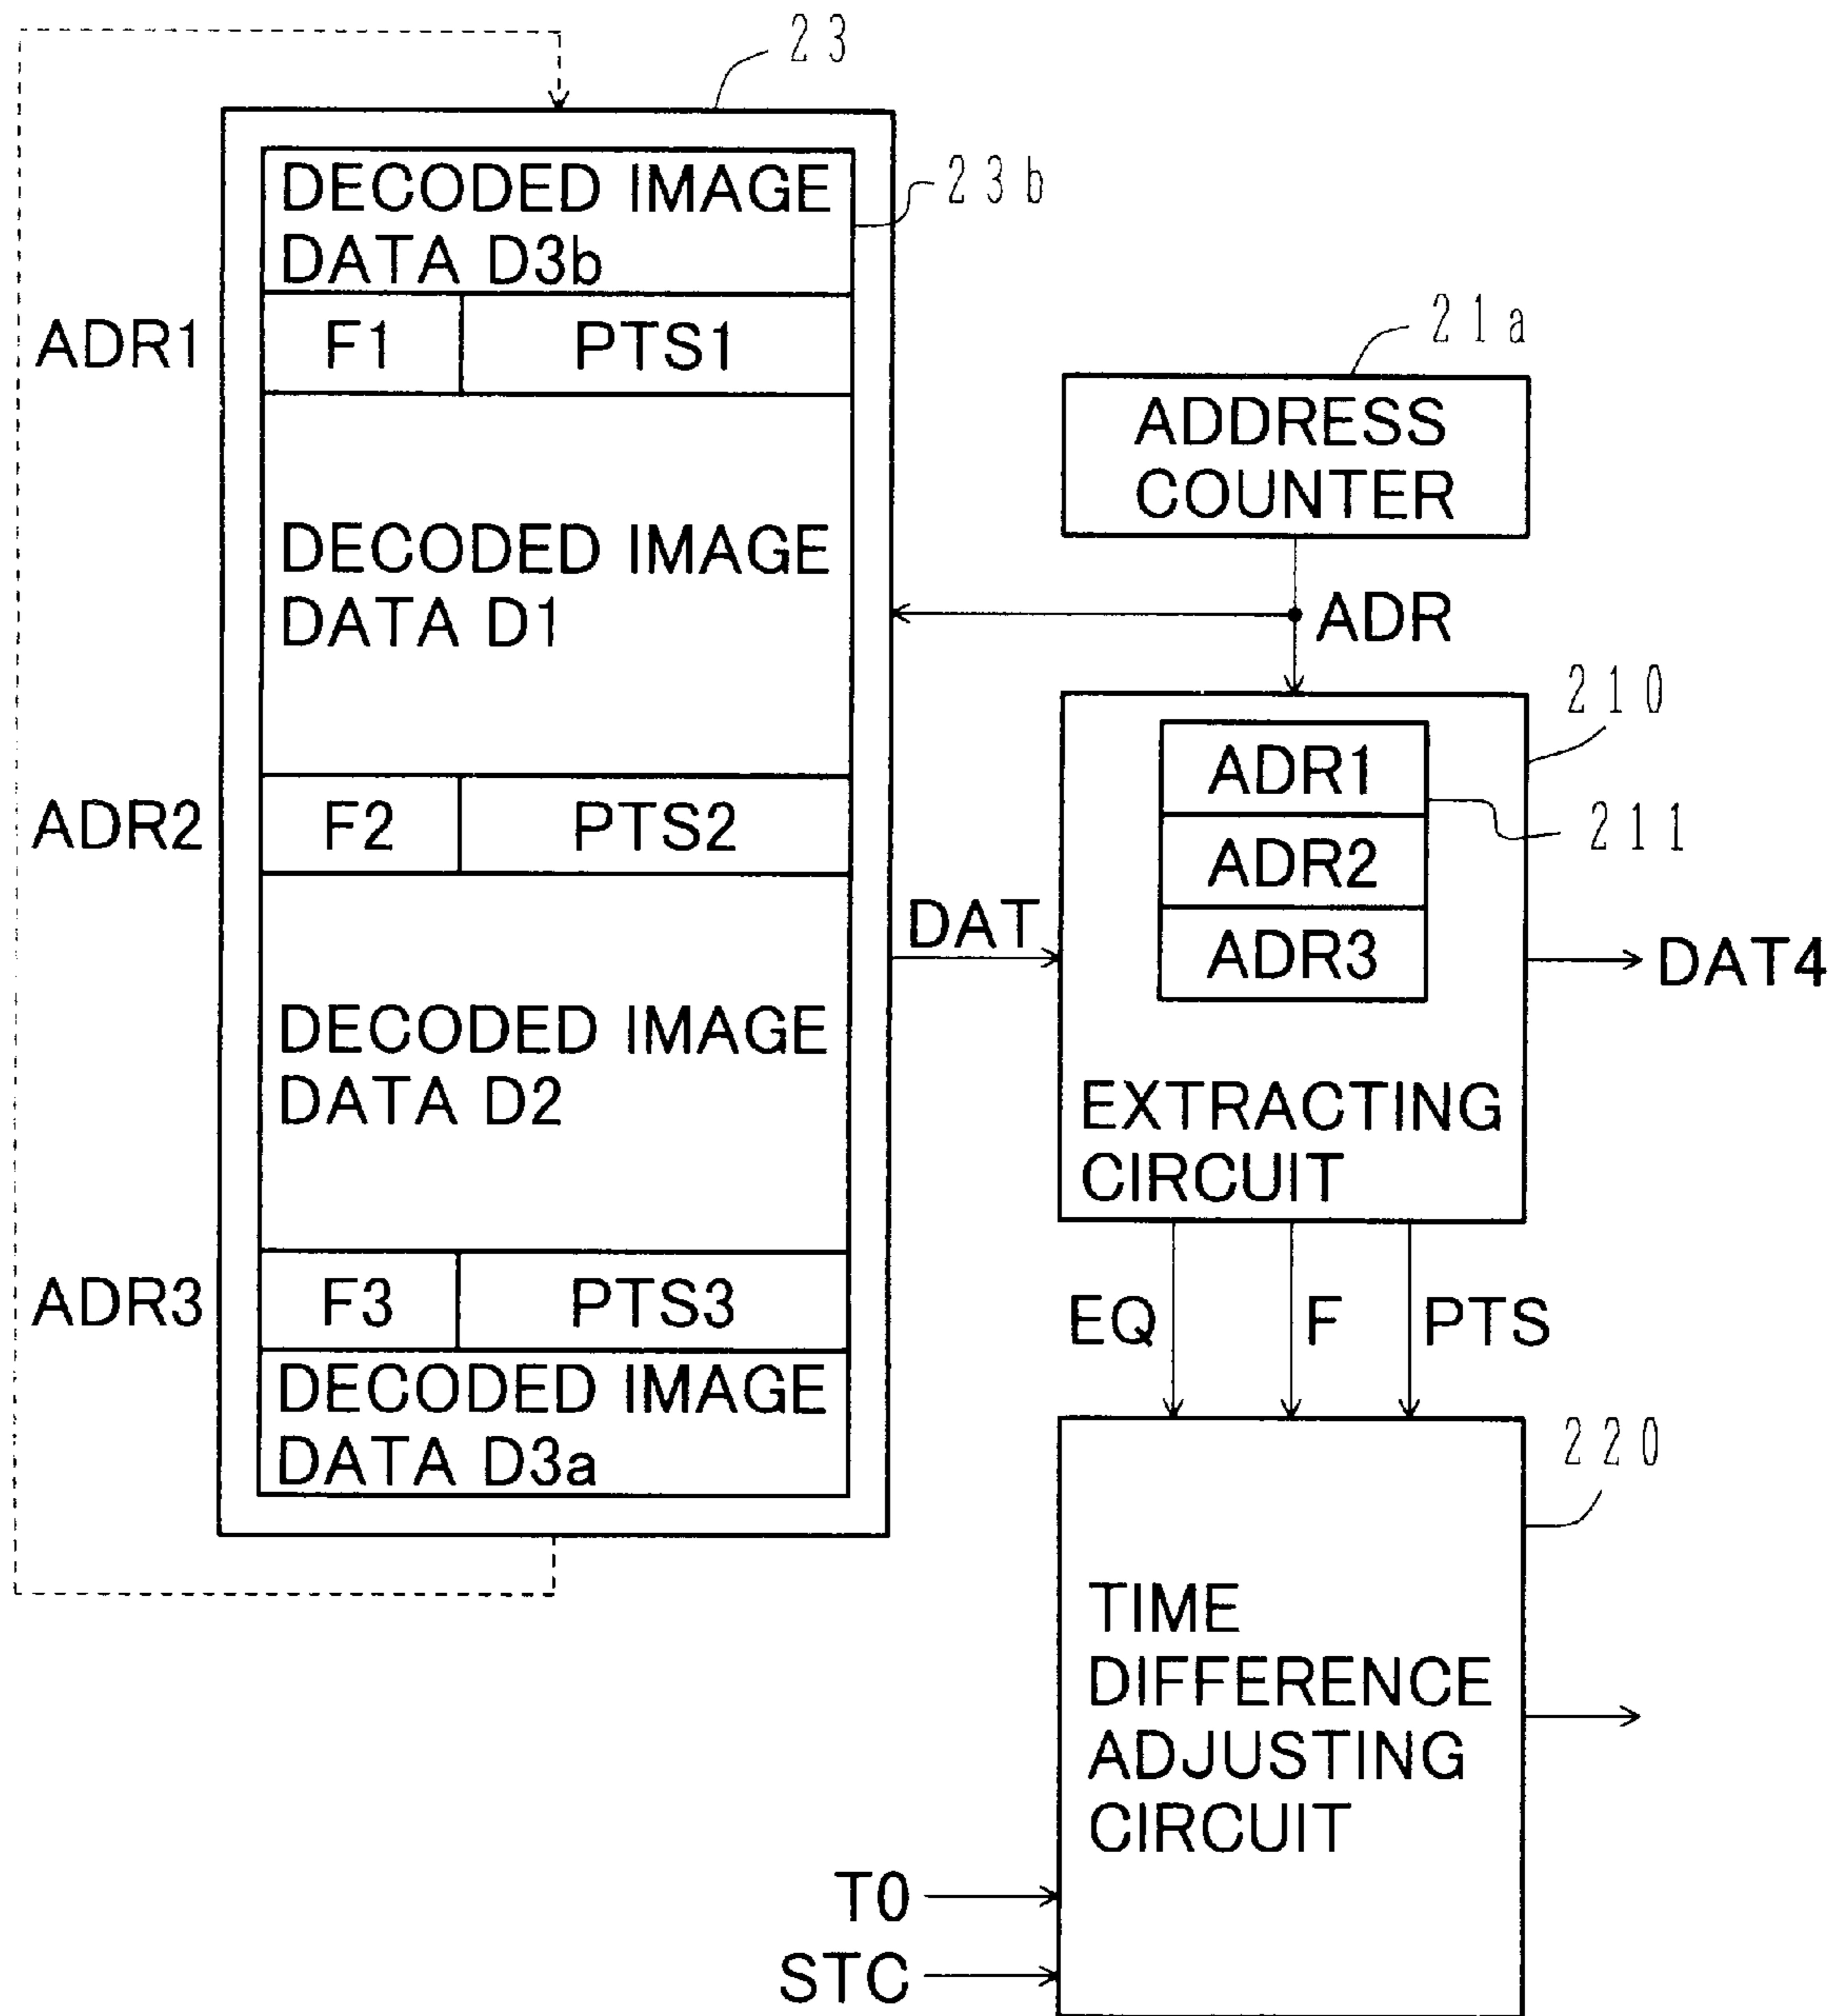 23
DECODED IMAGE
DATA D3b
23b
ADR1
F1
PTS1
21a
ADDRESS
COUNTER
DECODED IMAGE
DATA D1
ADR
210
ADR1
211
ADR2
ADR3
ADR2
F2
PTS2
DAT
DAT4
DECODED IMAGE
DATA D2
EXTRACTING
CIRCUIT
ADR3
F3
PTS3
EQ
F
PTS
DECODED IMAGE
DATA D3a
220
TIME
DIFFERENCE
ADJUSTING
CIRCUIT
T0
STC